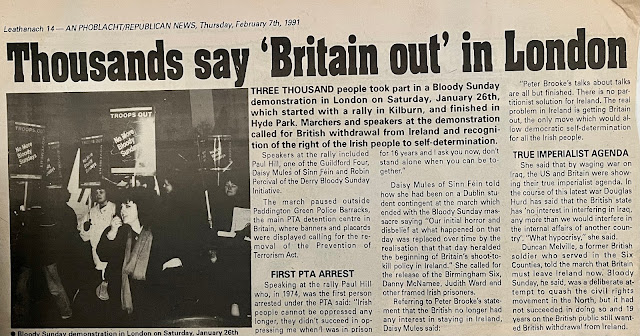 Leathanach 14 — AN PHOBLACHT/REPUBLICAN NEWS, Thursday, February 7th, 1991
Thousands say 'Britain out' in London
TROOPS OUT
No More
Bloody
Sundays
Bloody Sunday demonstration in London on Saturday, January 26th
THREE THOUSAND people took part in a Bloody Sunday
demonstration in London on Saturday, January 26th,
which started with a rally in Kilburn, and finished in
Hyde Park. Marchers and speakers at the demonstration
called for British withdrawal from Ireland and recogni-
tion of the right of the Irish people to self-determination.
Speakers at the rally included
Paul Hill, one of the Guildford Four,
Daisy Mules of Sinn Féin and Robin
Percival of the Derry Bloody Sunday
Initiative.
The march paused outside
Paddington Green Police Barracks,
the main PTA detention centre in
Britain, where banners and placards
were displayed calling for the re-
moval of the Prevention of
Terrorism Act.
FIRST PTA ARREST
Speaking at the rally Paul Hill
who, in 1974, was the first person
arrested under the PTA said: "Irish
people cannot be oppressed any
longer, they didn't succeed in op-
pressing me when I was in prison
for 16 years and I ask you now, don't
stand alone when you can be to-
gether."
Daisy Mules of Sinn Féin told
how she had been on a Dublin stu-
dent contingent at the march which
ended with the Bloody Sunday mas-
sacre saying "Our initial horror and
disbelief at what happened on that
day was replaced over time by the
realisation that that day heralded
the beginning of Britain's shoot-to-
kill policy in Ireland." She called for
the release of the Birmingham Six,
Danny McNamee, Judith Ward and
other framed Irish prisoners.
Referring to Peter Brooke's state-
ment that the British no longer had
any interest in staying in Ireland,
Daisy Mules said:
"Peter Brooke's talks about talks
are all but finished. There is no par-
titionist solution for Ireland. The real
problem in Ireland is getting Britain
out, the only move which would al-
low democratic self-determination
for all the Irish people."
TRUE IMPERIALIST AGENDA
She said that by waging war on
Iraq, the US and Britain were show-
ing their true imperialist agenda. In
the course of this latest war Douglas
Hurd has said that the British state
has 'no interest in interfering in Iraq,
any more than we would interfere in
the internal affairs of another coun-
try'. "What hypocrisy," she said.
Duncan Melville, a former British
soldier who served in the Six
Counties, told the march that Britain
must leave Ireland now. Bloody
Sunday, he said, was a deliberate at-
tempt to quash the civil rights
movement in the North, but it had
not succeeded in doing so and 19
years on the British public still want-
ed British withdrawal from Ireland.